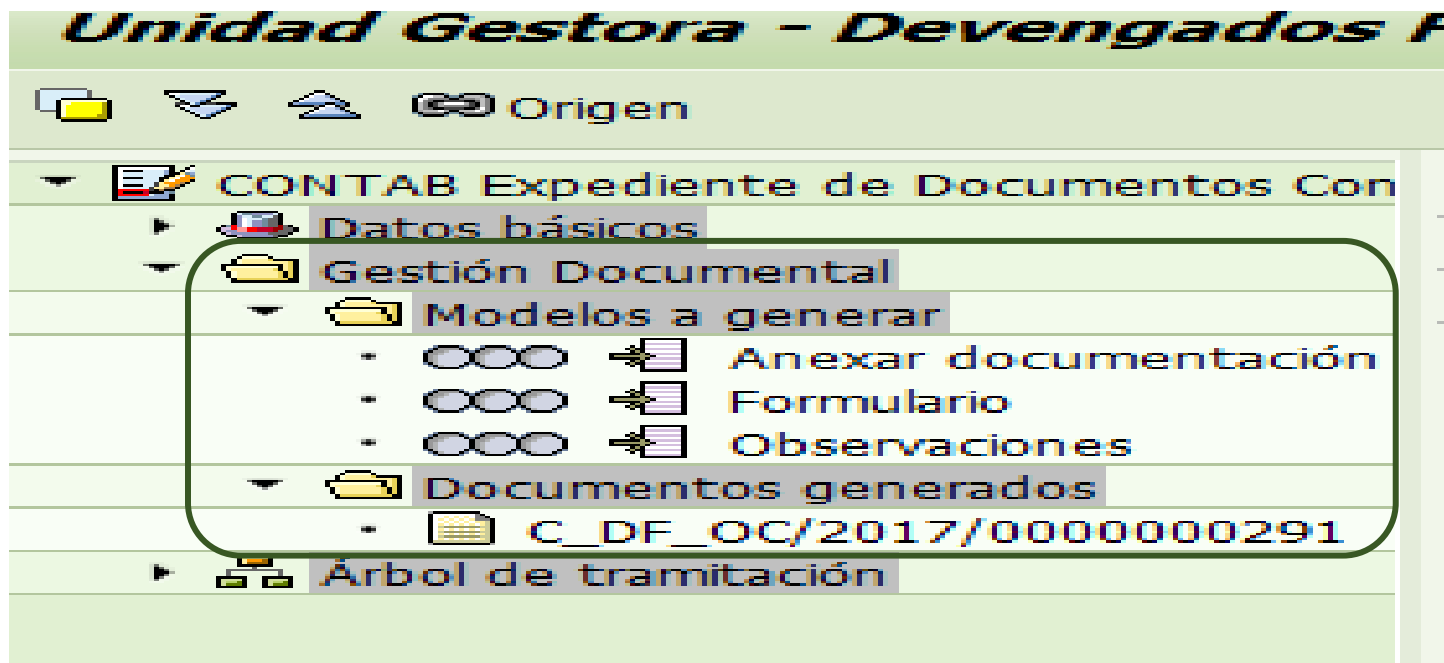 Unidad Gestora - Devengados
Origen
CONTAB Expediente de Documentos Con
Datos básicos
Gestión Documental
Modelos a generar
Anexar documentación
Formulario
Observaciones
Documentos generados
C_DF_OC/2017/0000000291
Árbol de tramitación